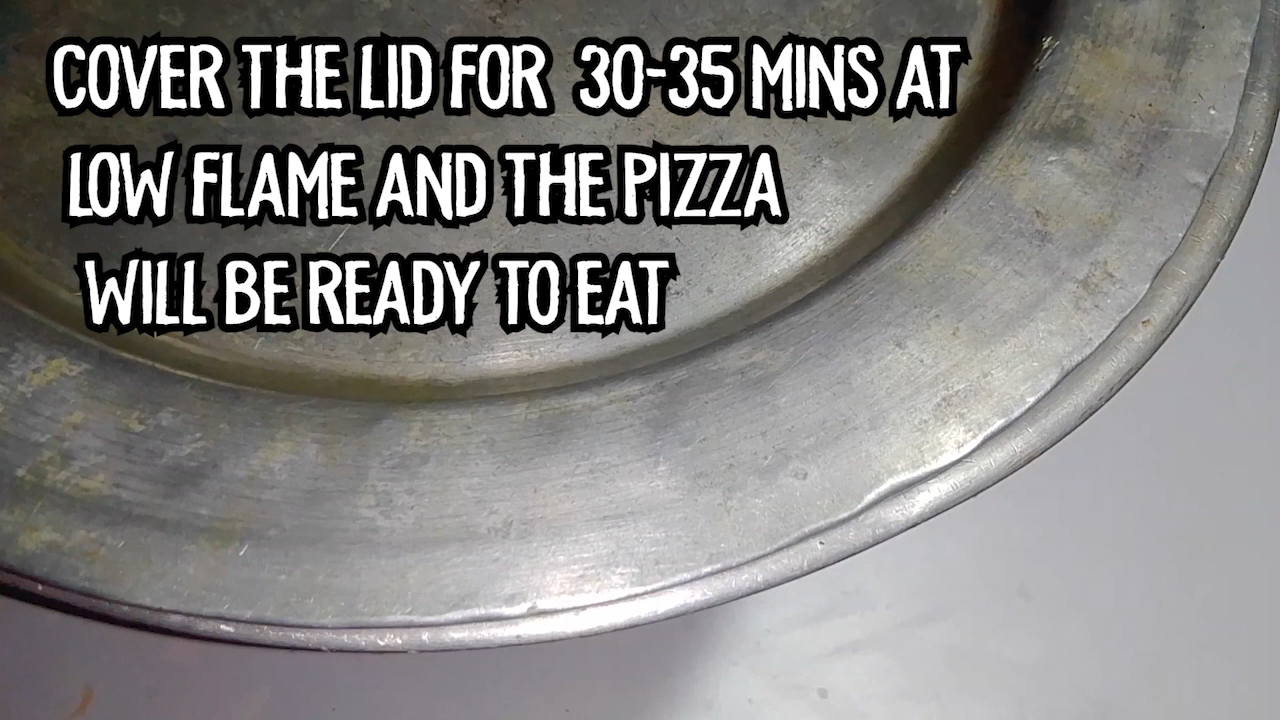 COVER THE LID FOR 30-35 MINS AT
LOW FLAME AND THE PIZZA
WILL BE READY TO EAT